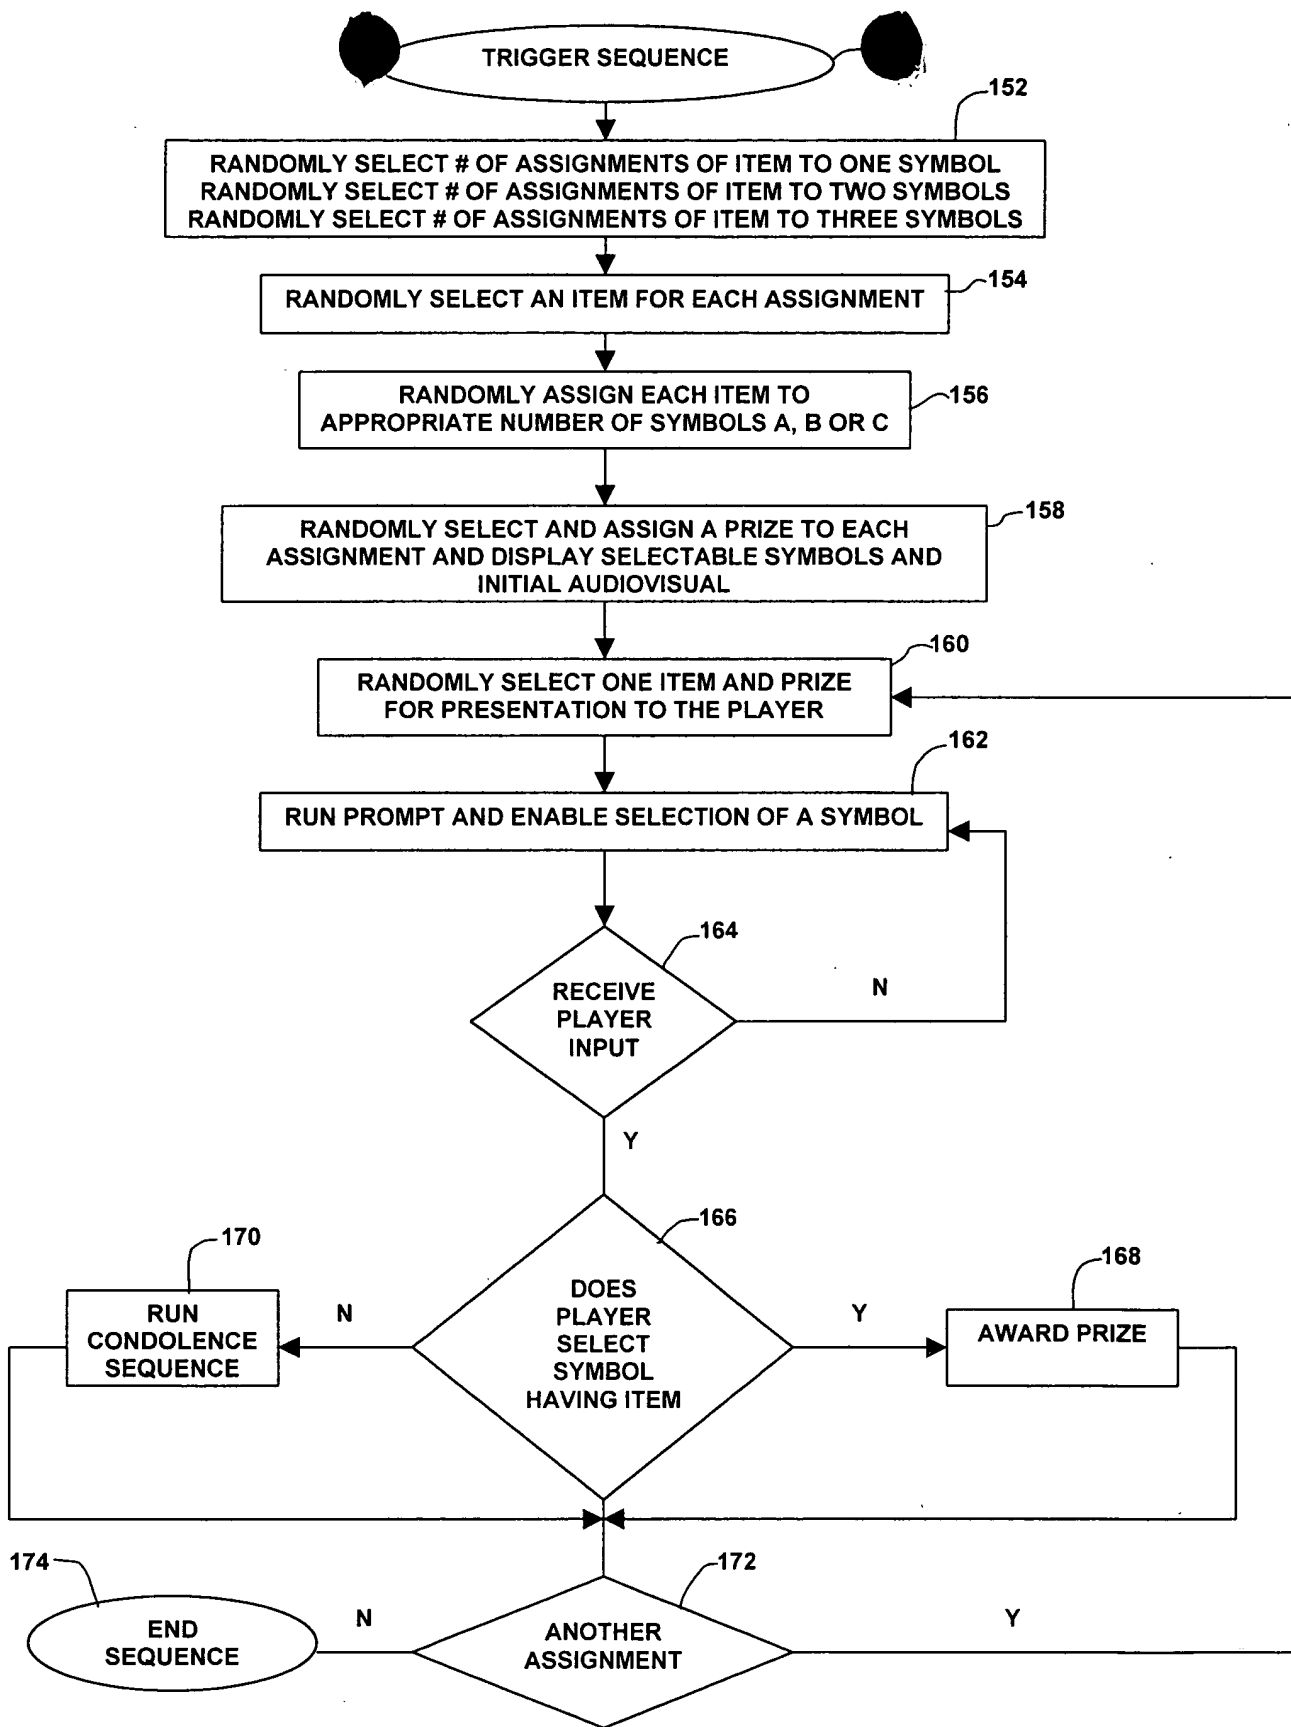 TRIGGER SEQUENCE
152
RANDOMLY SELECT # OF ASSIGNMENTS OF ITEM TO ONE SYMBOL
RANDOMLY SELECT # OF ASSIGNMENTS OF ITEM TO TWO SYMBOLS
RANDOMLY SELECT # OF ASSIGNMENTS OF ITEM TO THREE SYMBOLS
154
RANDOMLY SELECT AN ITEM FOR EACH ASSIGNMENT
RANDOMLY ASSIGN EACH ITEM TO
APPROPRIATE NUMBER OF SYMBOLS A, B OR C
156
158
RANDOMLY SELECT AND ASSIGN A PRIZE TO EACH
ASSIGNMENT AND DISPLAY SELECTABLE SYMBOLS AND
INITIAL AUDIOVISUAL
160
RANDOMLY SELECT ONE ITEM AND PRIZE
FOR PRESENTATION TO THE PLAYER
162
RUN PROMPT AND ENABLE SELECTION OF A SYMBOL
164
RECEIVE
PLAYER
INPUT
N
Y
166
170
168
DOES
PLAYER
SELECT
SYMBOL
HAVING ITEM
N
Y
RUN
CONDOLENCE
SEQUENCE
AWARD PRIZE
174
172
END
SEQUENCE
N
ANOTHER
ASSIGNMENT
Y